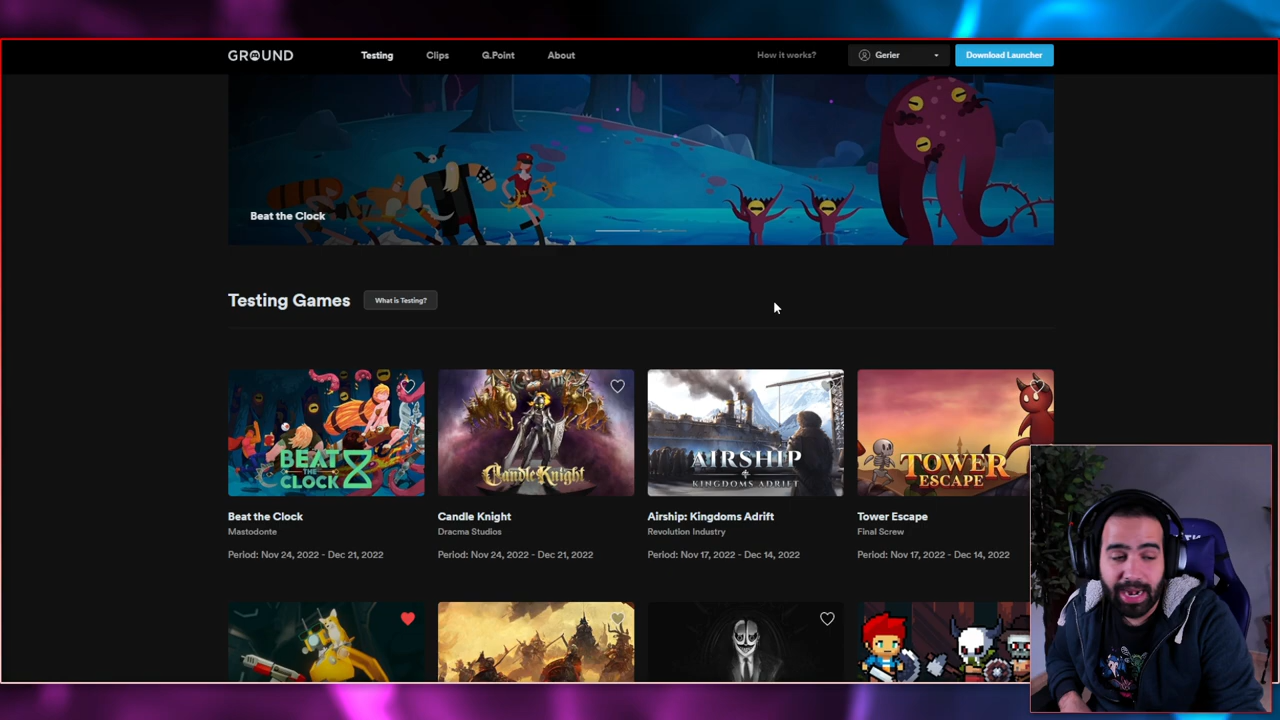 GROUND
Testing
Clips
G.Point
About
How it works?
Gerier
Download Launcher
Beat the Clock
Testing Games
What is Testing?
BEAT
THE
CLOCK
CandleKnight
AIRSHIP
KINGDOMS ADRIFT
TOWER
ESCAPE
Beat the Clock
Mastodonte
Period: Nov 24, 2022 - Dec 21, 2022
Candle Knight
Dracma Studios
Period: Nov 24, 2022 - Dec 21, 2022
Airship: Kingdoms Adrift
Revolution Industry
Period: Nov 17, 2022 - Dec 14, 2022
Tower Escape
Final Screw
Period: Nov 17, 2022 - Dec 14, 2022